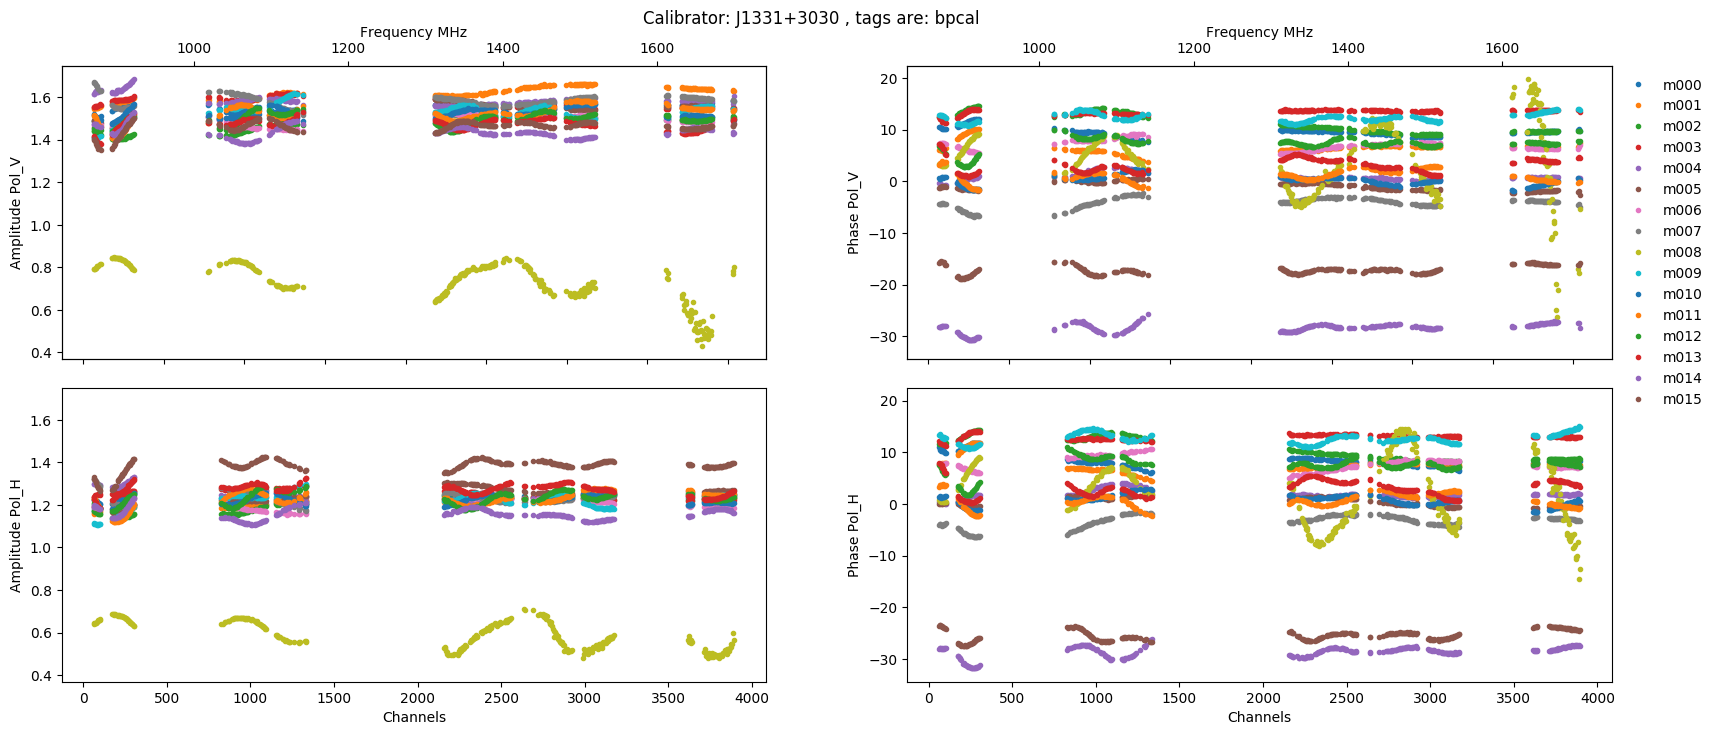 Calibrator: J1331+3030 , tags are: bpcal
Frequency MHz
Frequency MHz
1000 1200 1400 1600
1000 1200 1400 1600
1.6
1.4
1.2
1.0
0.8
0.6
0.4
Amplitude Pol_V
20
10
0
−10
−20
−30
Phase Pol_V
m000
m001
m002
m003
m004
m005
m006
m007
m008
m009
m010
m011
m012
m013
m014
m015
1.6
1.4
1.2
1.0
0.8
0.6
0.4
Amplitude Pol_H
0 500 1000 1500 2000 2500 3000 3500 4000
Channels
20
10
0
−10
−20
−30
Phase Pol_H
0 500 1000 1500 2000 2500 3000 3500 4000
Channels